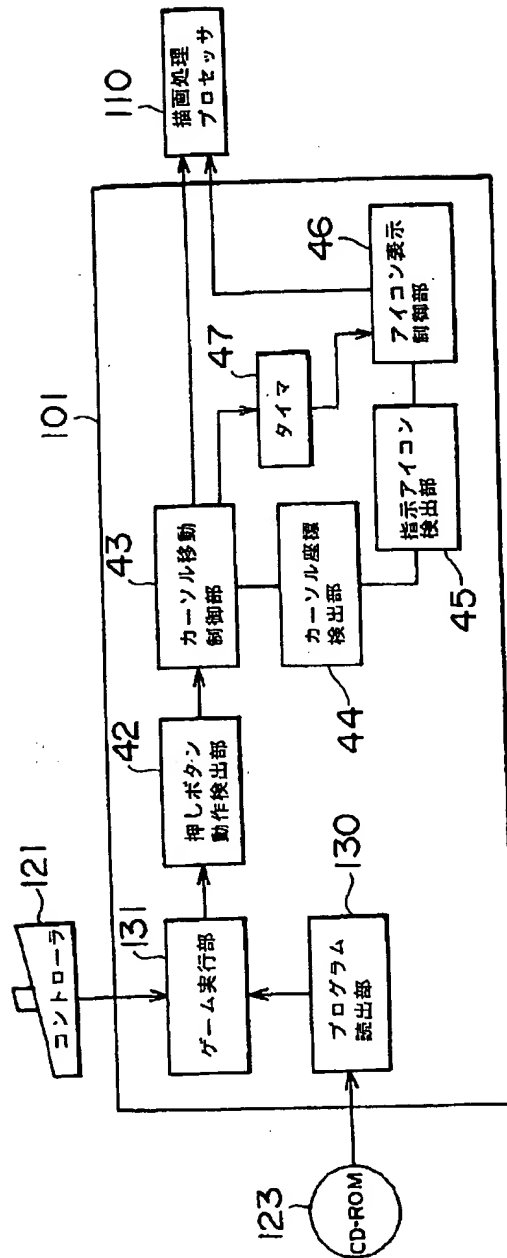 121
コントローラ
131
ゲーム実行部
42
押しボタン
動作検出部
43
カーソル移動
制御部
101
110
描画処理
プロセッサ
47
タイマ
46
アイコン表示
制御部
カーソル座標
検出部
44
指示アイコン
検出部
45
130
プログラム
読出部
123
CD-ROM